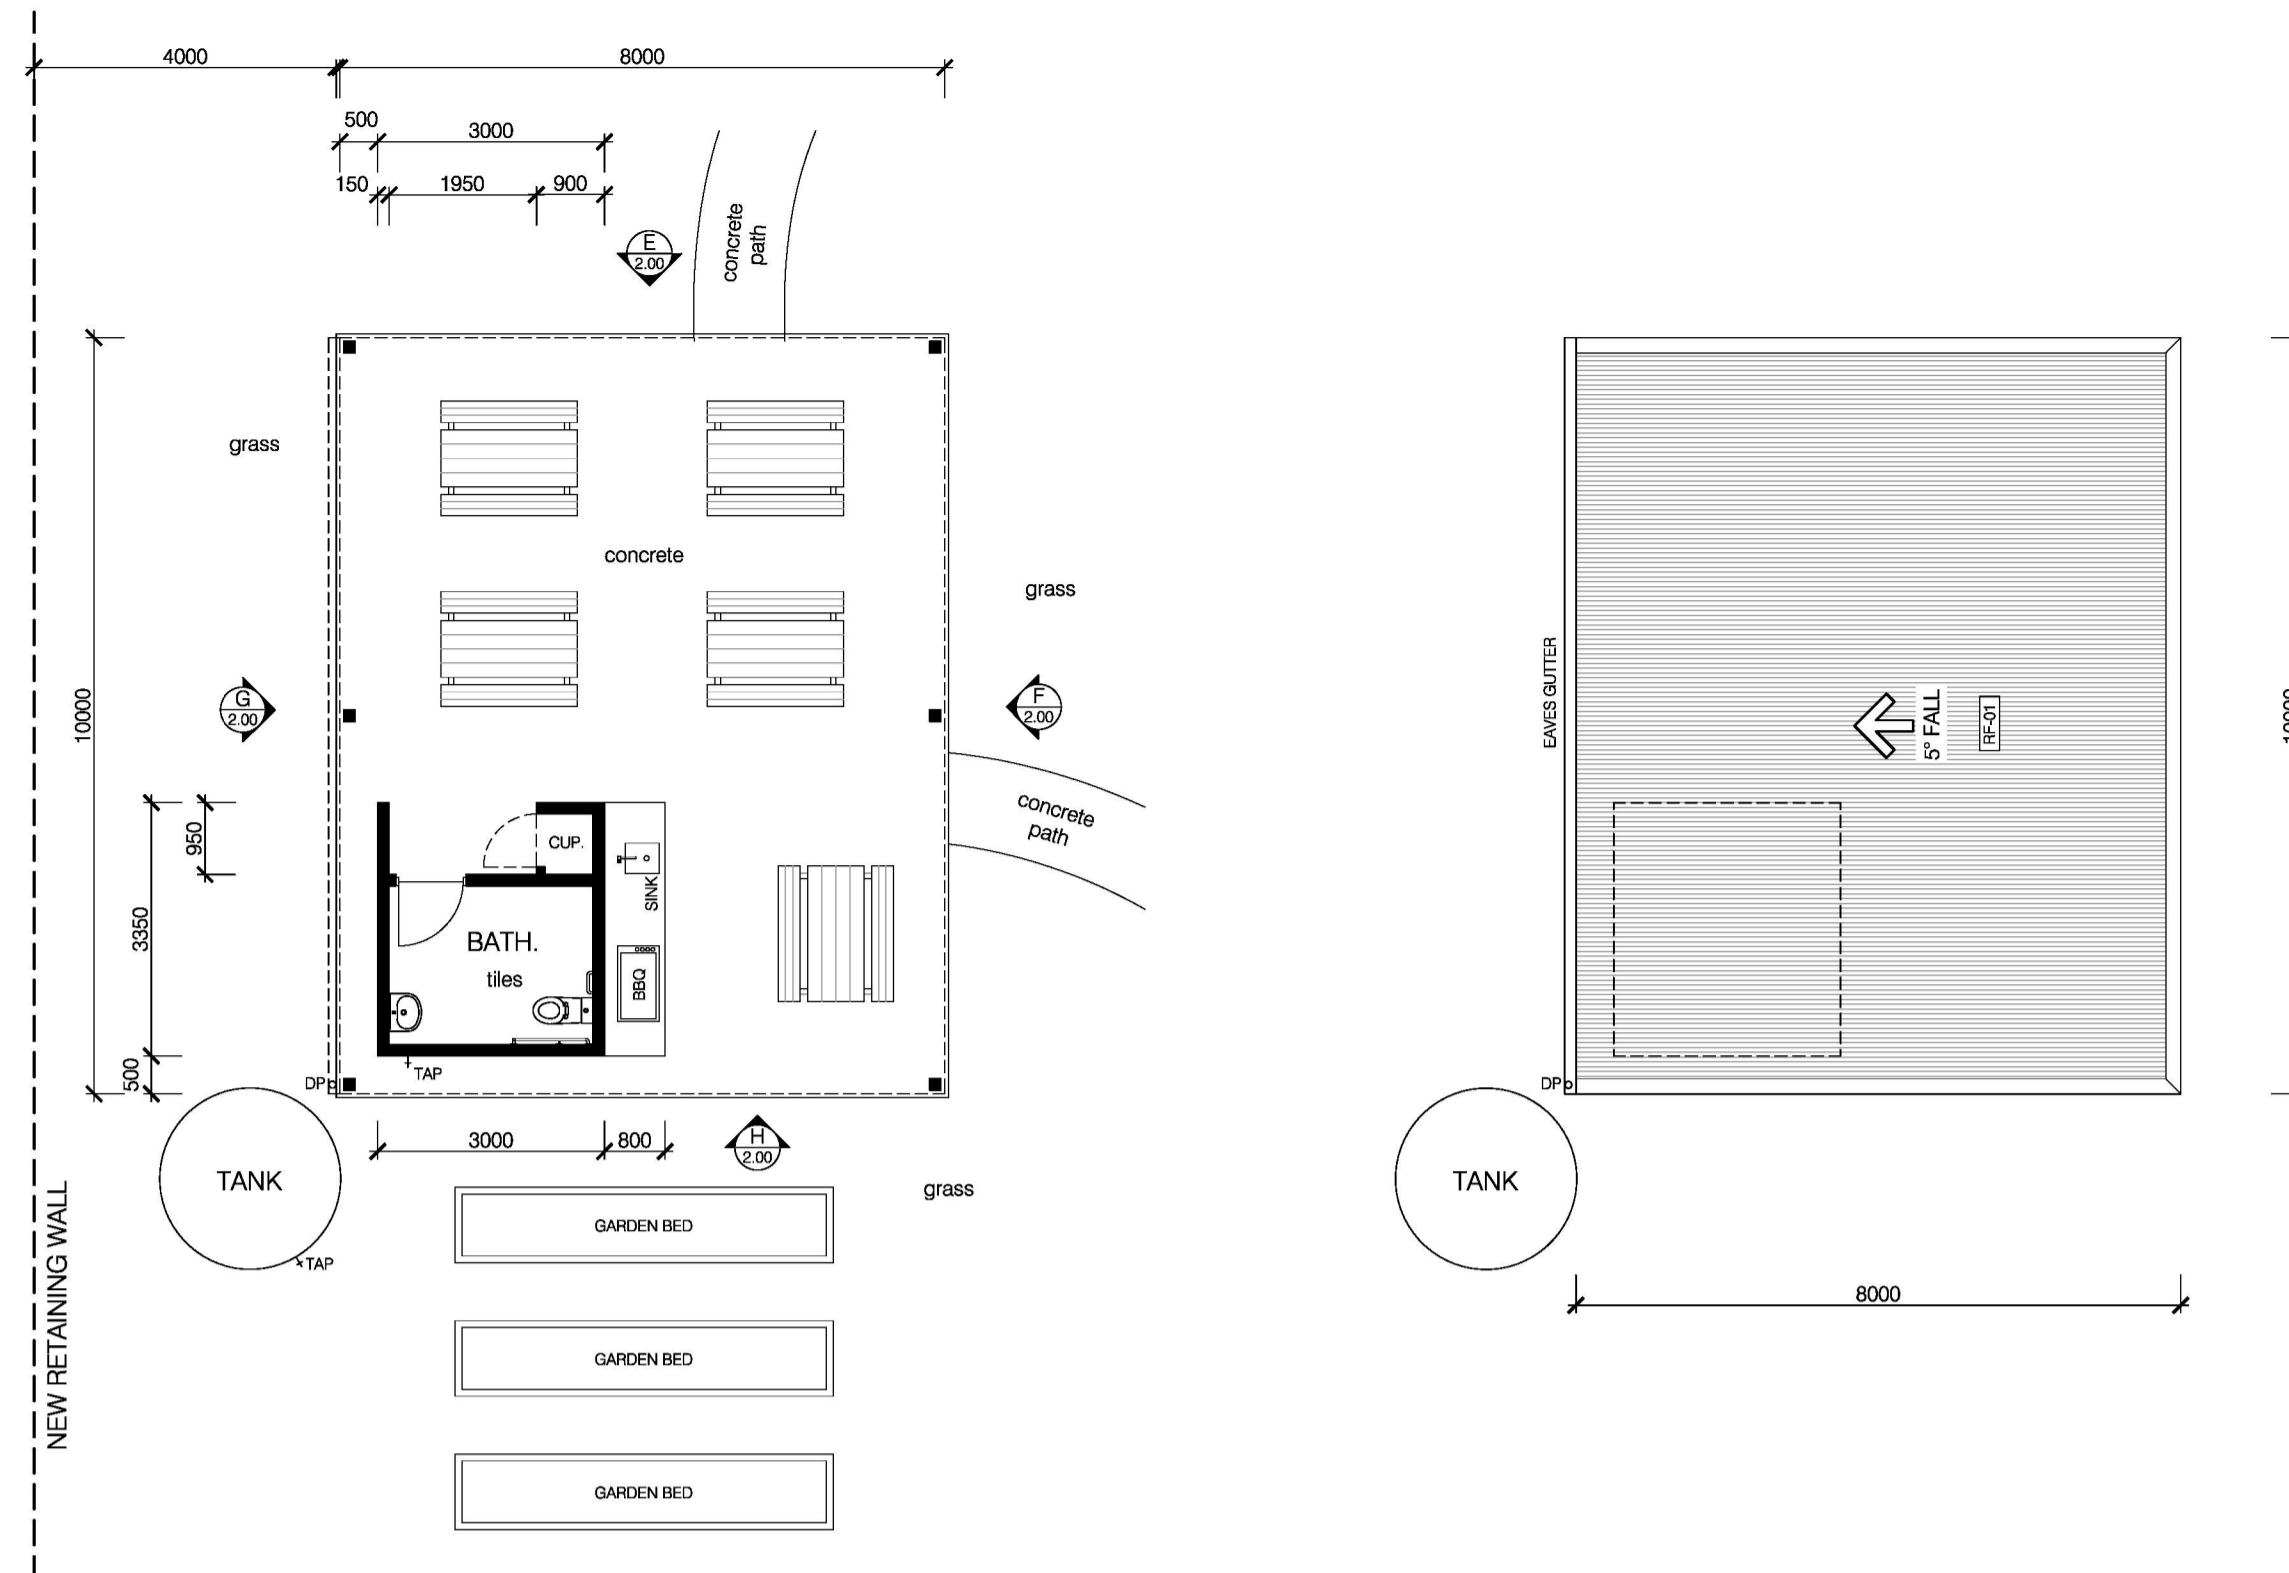 4000
8000
500
3000
150
1950
900
E
2.00
concrete
path
grass
concrete
grass
G
2.00
F
2.00
10000
concrete
path
950
3350
500
CUP.
SINK
BATH.
tiles
BBQ
TAP
DP
3000
800
H
2.00
TANK
TAP
grass
GARDEN BED
GARDEN BED
GARDEN BED
NEW RETAINING WALL
EAVES GUTTER
5° FALL
RF-01
DP
TANK
8000